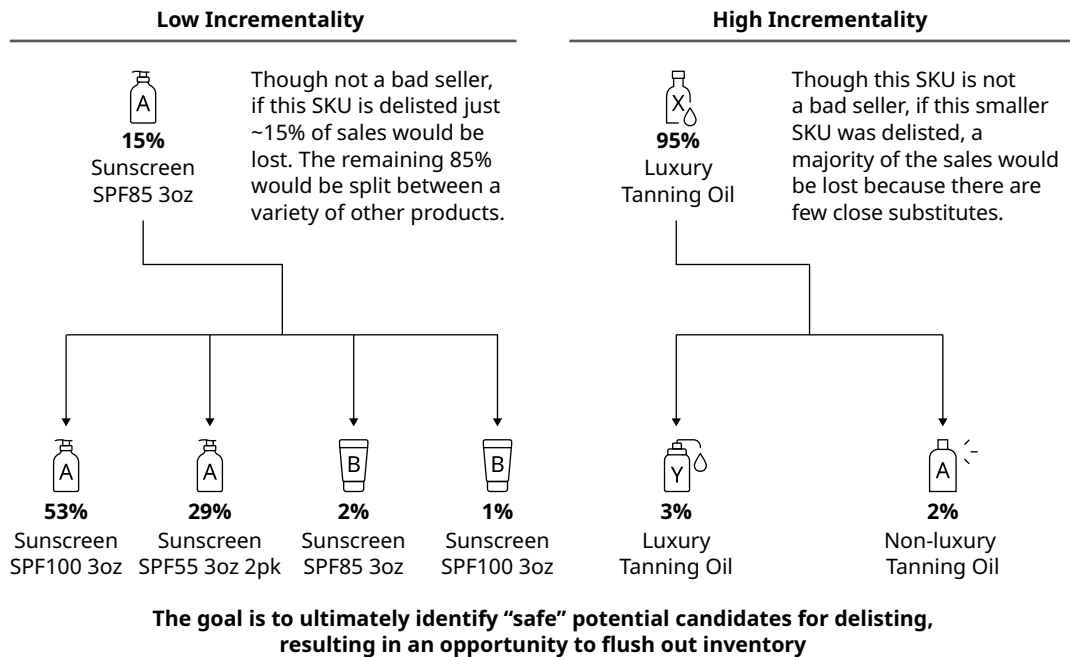 Low Incrementality
A
15%
Sunscreen
SPF85 3oz
Though not a bad seller,
if this SKU is delisted just
~15% of sales would be
lost. The remaining 85%
would be split between a
variety of other products.
A
53%
Sunscreen
SPF100 3oz
A
29%
Sunscreen
SPF55 3oz 2pk
B
2%
Sunscreen
SPF85 3oz
B
1%
Sunscreen
SPF100 3oz
High Incrementality
X
95%
Luxury
Tanning Oil
Though this SKU is not
a bad seller, if this smaller
SKU was delisted, a
majority of the sales would
be lost because there are
few close substitutes.
Y
3%
Luxury
Tanning Oil
A
2%
Non-luxury
Tanning Oil
The goal is to ultimately identify “safe” potential candidates for delisting,
resulting in an opportunity to flush out inventory